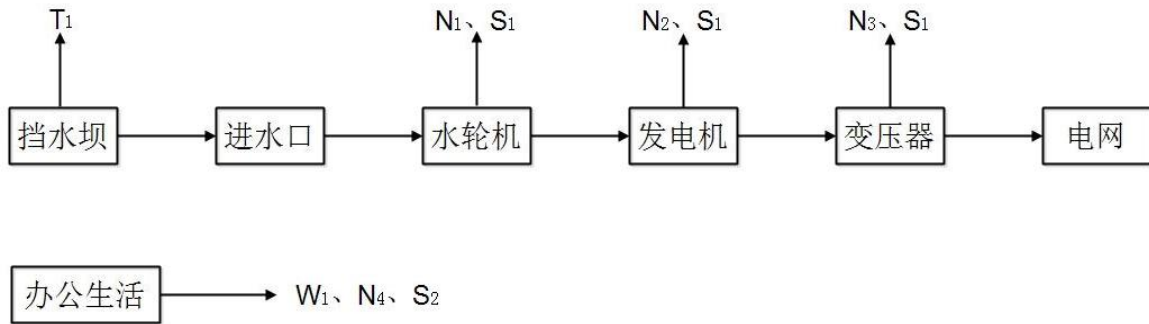 T₁ N₁、S₁ N₂、S₁ N₃、S₁
挡水坝 进水口 水轮机 发电机 变压器 电网
办公生活 W₁、N₄、S₂